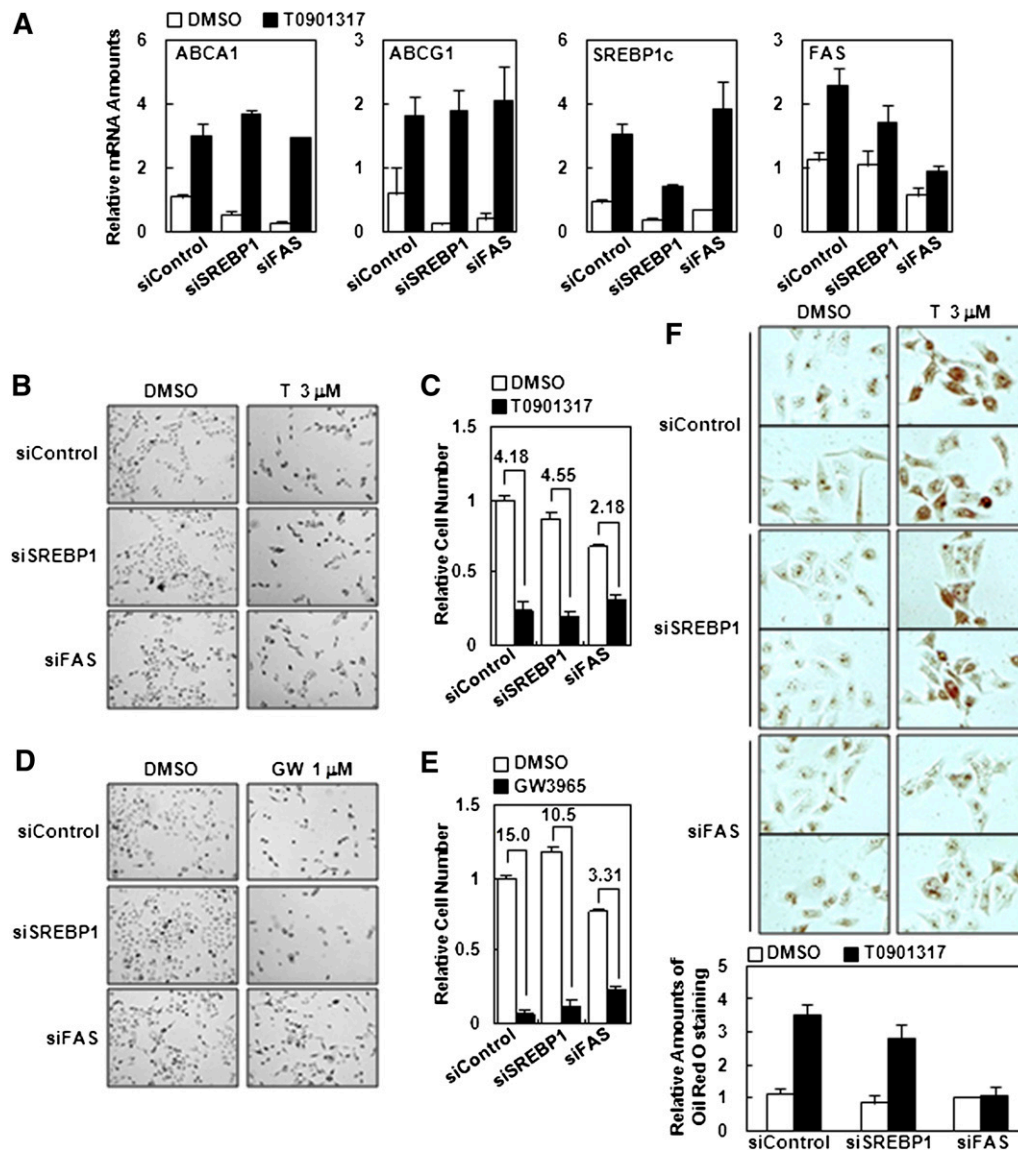 A
DMSO T0901317
Relative mRNA Amounts
6
4
2
0
ABCA1
siControl
siSREBP1
siFAS
3
2
1
0
ABCG1
siControl
siSREBP1
siFAS
6
4
2
0
SREBP1c
siControl
siSREBP1
siFAS
3
2
1
0
FAS
siControl
siSREBP1
siFAS
B
DMSO T 3 μM
siControl
siSREBP1
siFAS
C
DMSO
T0901317
Relative Cell Number
1.5
1
0.5
0
4.18
4.55
2.18
siControl
siSREBP1
siFAS
D
DMSO GW 1 μM
siControl
siSREBP1
siFAS
E
DMSO
GW3965
Relative Cell Number
1.5
1
0.5
0
15.0
10.5
3.31
siControl
siSREBP1
siFAS
F
DMSO T 3 μM
siControl
siSREBP1
siFAS
DMSO T0901317
Relative Amounts of
Oil Red O staining
5
4
3
2
1
0
siControl siSREBP1 siFAS